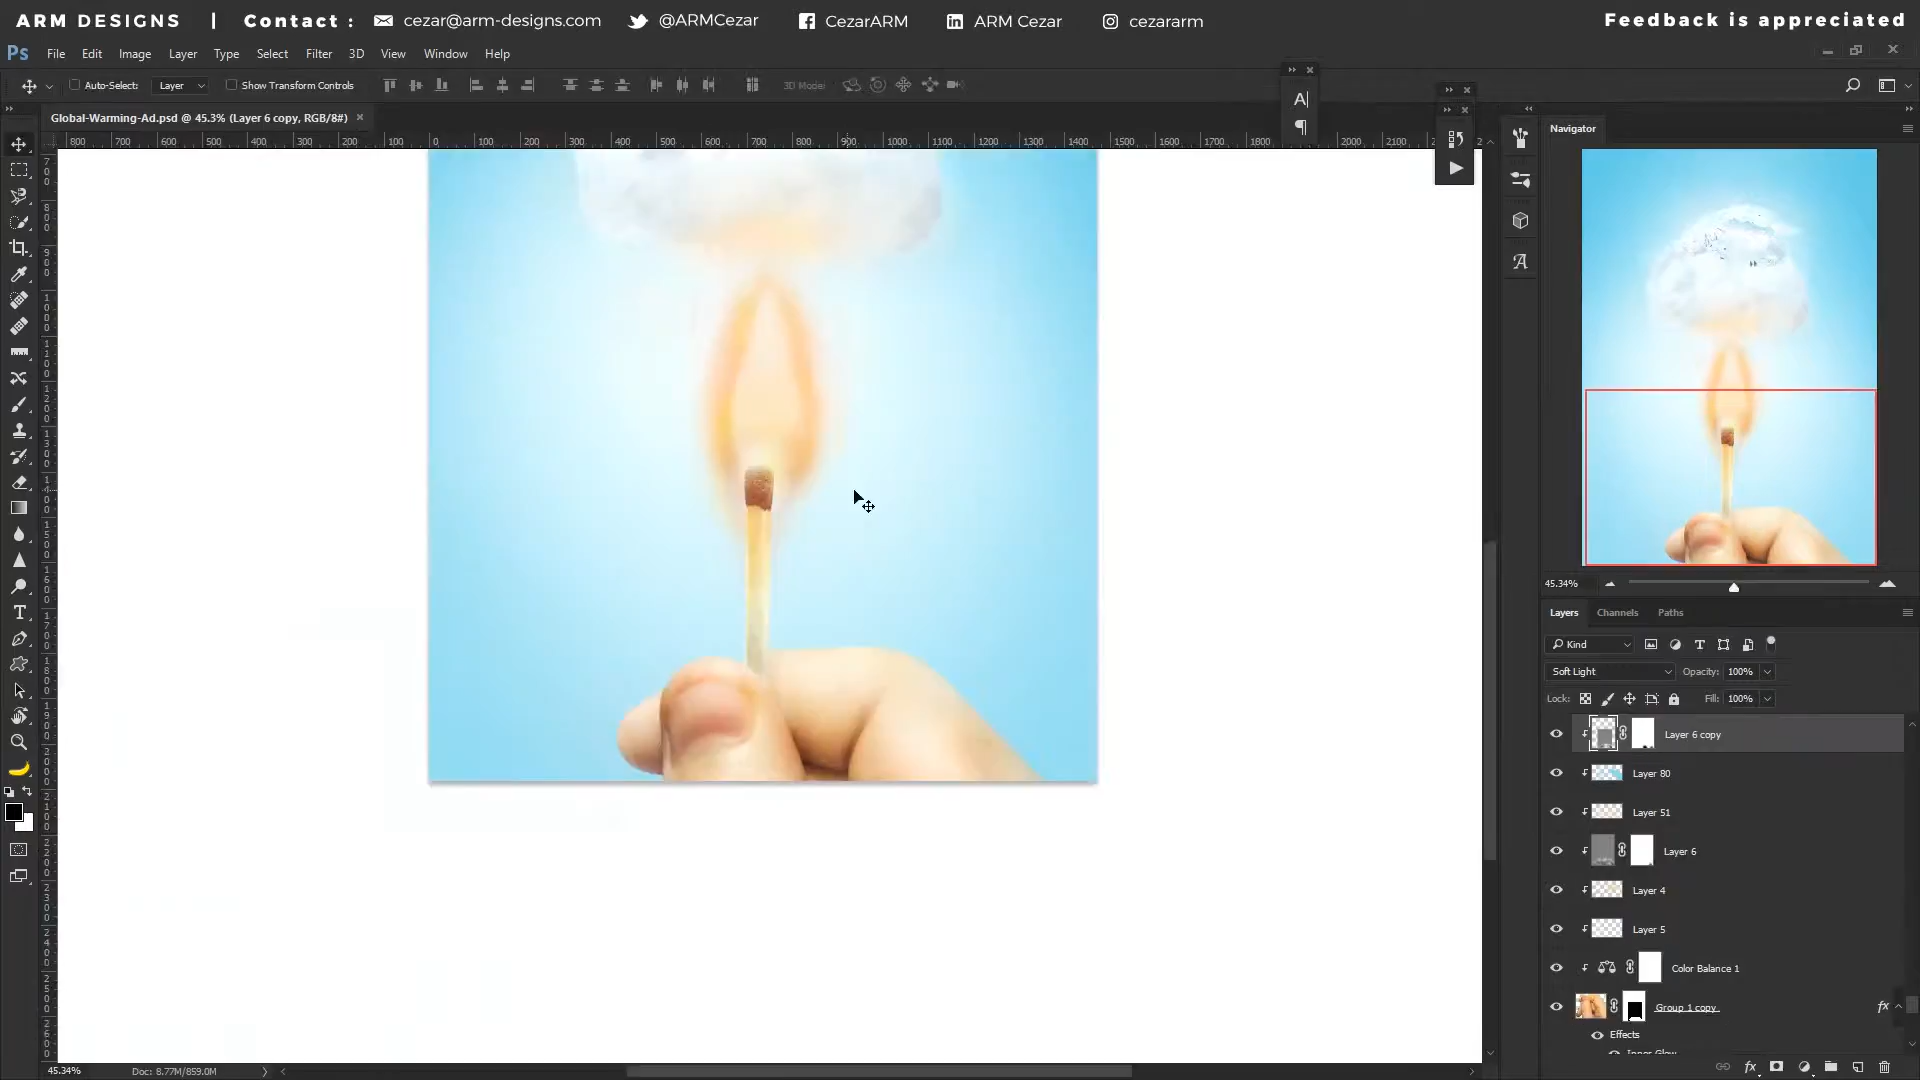 ARM DESIGNS | Contact : cezar@arm-designs.com @ARMCezar CezarARM ARM Cezar cezararm Feedback is appreciated
Ps File Edit Image Layer Type Select Filter 3D View Window Help
Auto-Select: Layer Show Transform Controls 3D Model
Global-Warming-Ad.psd @ 45.3% (Layer 6 copy, RGB/8#)
Navigator
800 700 600 500 400 300 200 100 0 100 200 300 400 500 600 700 800 900 1000 1100 1200 1300 1400 1500 1600 1700 1800 1900 2000 2100
45.34%
Layers Channels Paths
Kind
Soft Light Opacity: 100%
Lock: Fill: 100%
Layer 6 copy
Layer 80
Layer 51
Layer 6
Layer 4
Layer 5
Color Balance 1
Group 1 copy fx
Effects
Inner Glow
45.34% Doc: 8.77M/859.0M